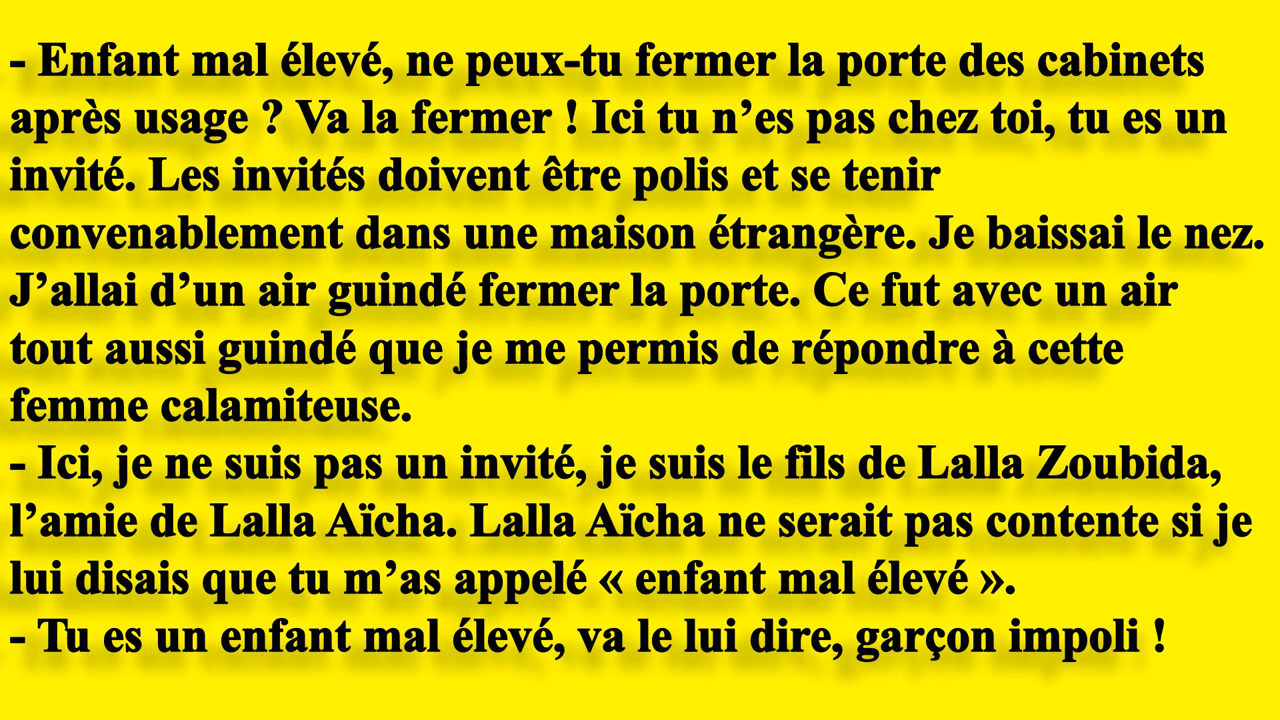 - Enfant mal élevé, ne peux-tu fermer la porte des cabinets
après usage ? Va la fermer ! Ici tu n’es pas chez toi, tu es un
invité. Les invités doivent être polis et se tenir
convenablement dans une maison étrangère. Je baissai le nez.
J’allai d’un air guindé fermer la porte. Ce fut avec un air
tout aussi guindé que je me permis de répondre à cette
femme calamiteuse.
- Ici, je ne suis pas un invité, je suis le fils de Lalla Zoubida,
l’amie de Lalla Aïcha. Lalla Aïcha ne serait pas contente si je
lui disais que tu m’as appelé « enfant mal élevé ».
- Tu es un enfant mal élevé, va le lui dire, garçon impoli !